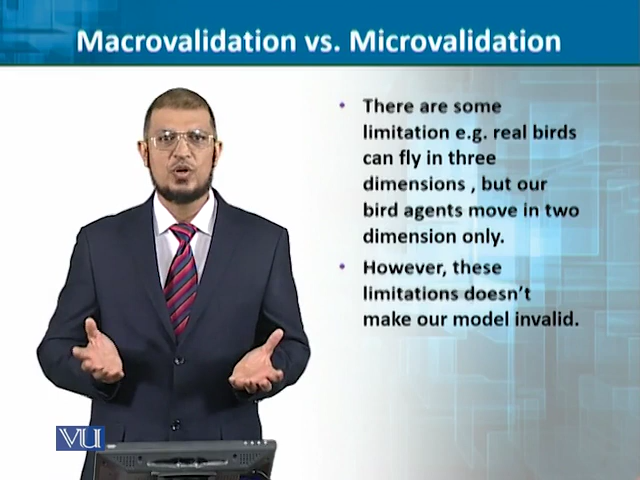 Macrovalidation vs. Microvalidation
• There are some
limitation e.g. real birds
can fly in three
dimensions , but our
bird agents move in two
dimension only.
• However, these
limitations doesn't
make our model invalid.
VU